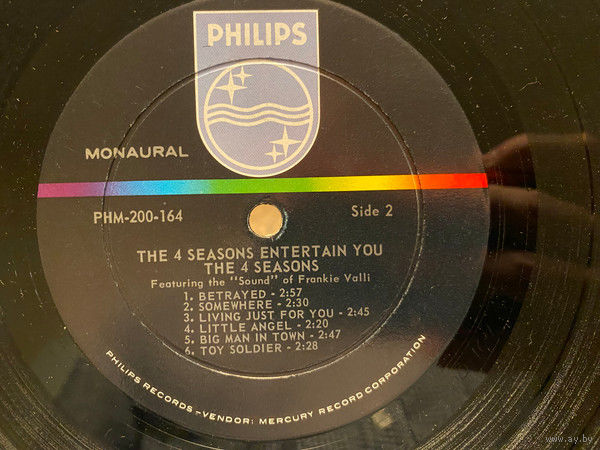 PHILIPS
MONAURAL
PHM-200-164
Side 2
THE 4 SEASONS ENTERTAIN YOU
THE 4 SEASONS
Featuring the "Sound" of Frankie Valli
1. BETRAYED - 2:57
2. SOMEWHERE - 2:30
3. LIVING JUST FOR YOU - 2:45
4. LITTLE ANGEL - 2:20
5. BIG MAN IN TOWN - 2:47
6. TOY SOLDIER - 2:28
PHILIPS RECORDS-VENDOR: MERCURY RECORD CORPORATION
www.ay.by